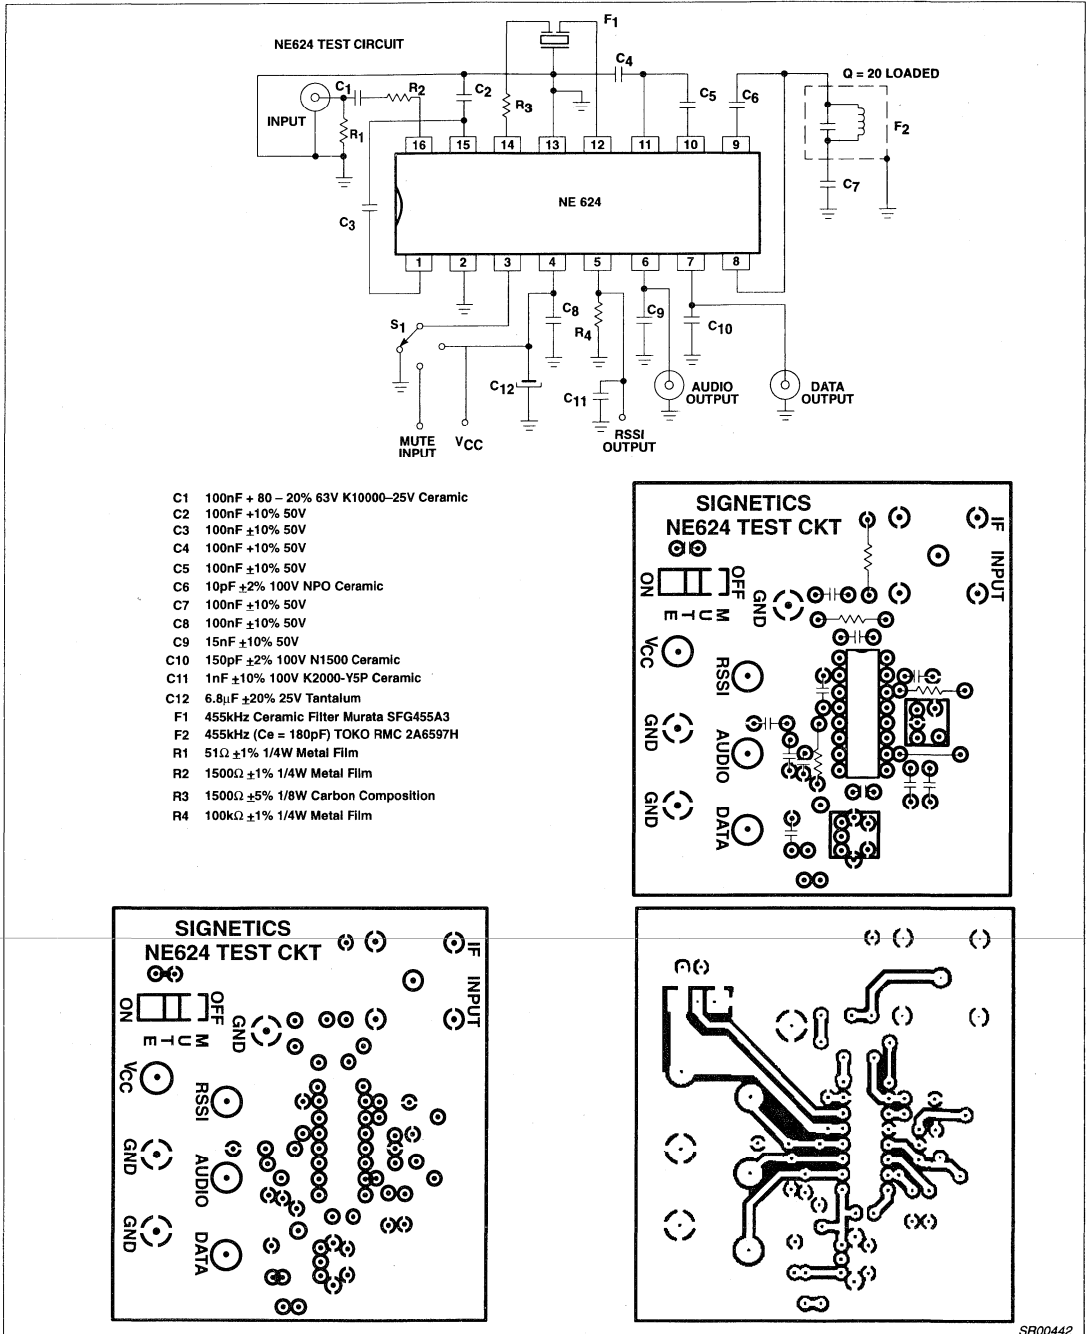 NE624 TEST CIRCUIT
F1
C4
Q = 20 LOADED
C1
R2
C2
R3
C5
C6
INPUT
R1
F2
16 15 14 13 12 11 10 9
C7
NE 624
C3
1 2 3 4 5 6 7 8
S1
C8
R4
C9
C10
C12
C11
AUDIO
OUTPUT
DATA
OUTPUT
MUTE
INPUT
VCC
RSSI
OUTPUT
C1 100nF + 80 – 20% 63V K10000–25V Ceramic
C2 100nF +10% 50V
C3 100nF ±10% 50V
C4 100nF +10% 50V
C5 100nF ±10% 50V
C6 10pF ±2% 100V NPO Ceramic
C7 100nF ±10% 50V
C8 100nF ±10% 50V
C9 15nF ±10% 50V
C10 150pF ±2% 100V N1500 Ceramic
C11 1nF ±10% 100V K2000-Y5P Ceramic
C12 6.8µF ±20% 25V Tantalum
F1 455kHz Ceramic Filter Murata SFG455A3
F2 455kHz (Ce = 180pF) TOKO RMC 2A6597H
R1 51Ω ±1% 1/4W Metal Film
R2 1500Ω ±1% 1/4W Metal Film
R3 1500Ω ±5% 1/8W Carbon Composition
R4 100kΩ ±1% 1/4W Metal Film
SIGNETICS
NE624 TEST CKT
IF
INPUT
ON
OFF
MUTE
GND
VCC
RSSI
GND
AUDIO
GND
DATA
SIGNETICS
NE624 TEST CKT
IF
INPUT
ON
OFF
MUTE
GND
VCC
RSSI
GND
AUDIO
GND
DATA
SR00442